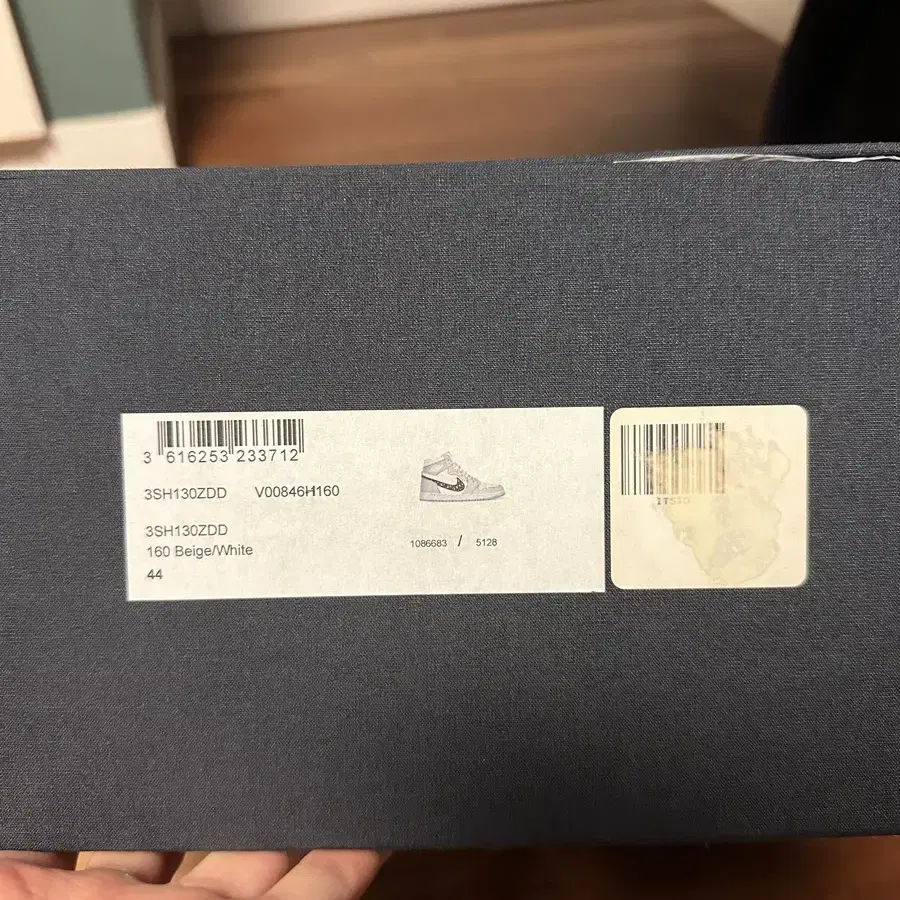 3 616253 233712
3SH130ZDD V00846H160
3SH130ZDD
160 Beige/White
44
1086683 / 5128